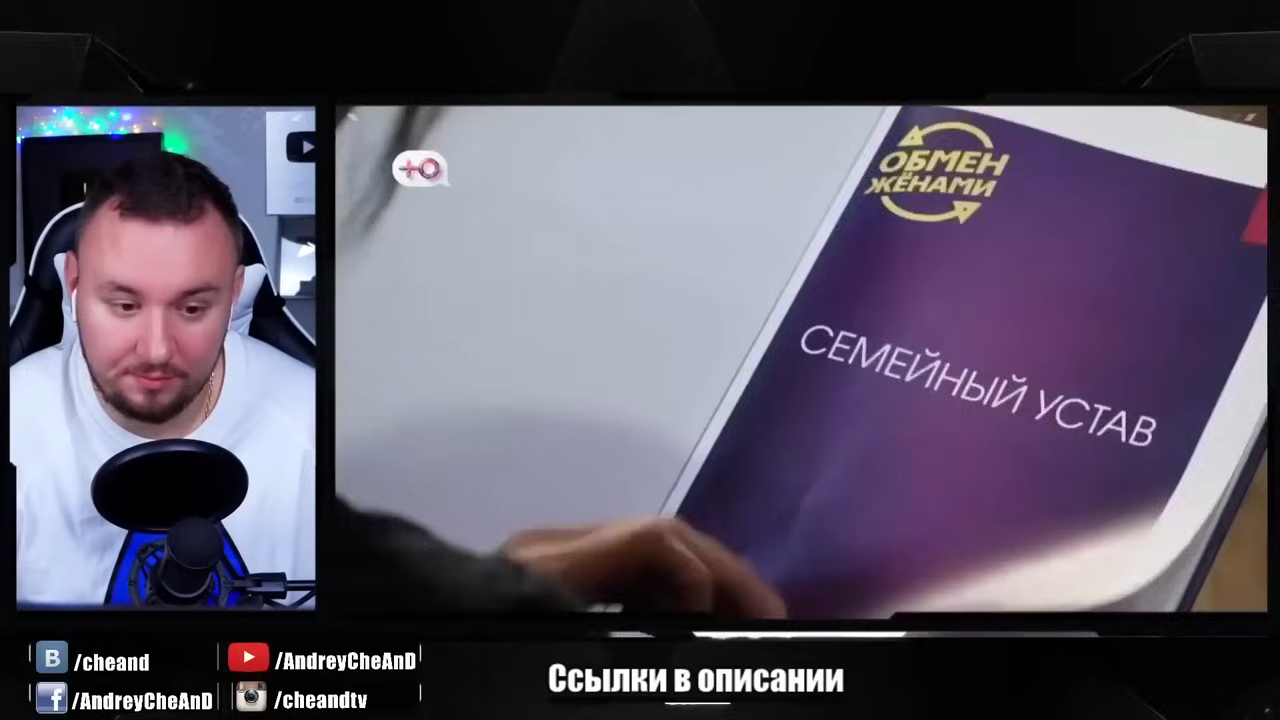 Ю
ОБМЕН
ЖЁНАМИ
СЕМЕЙНЫЙ УСТАВ
В /cheand
/AndreyCheAnD
f /AndreyCheAnD
/cheandtv
Ссылки в описании